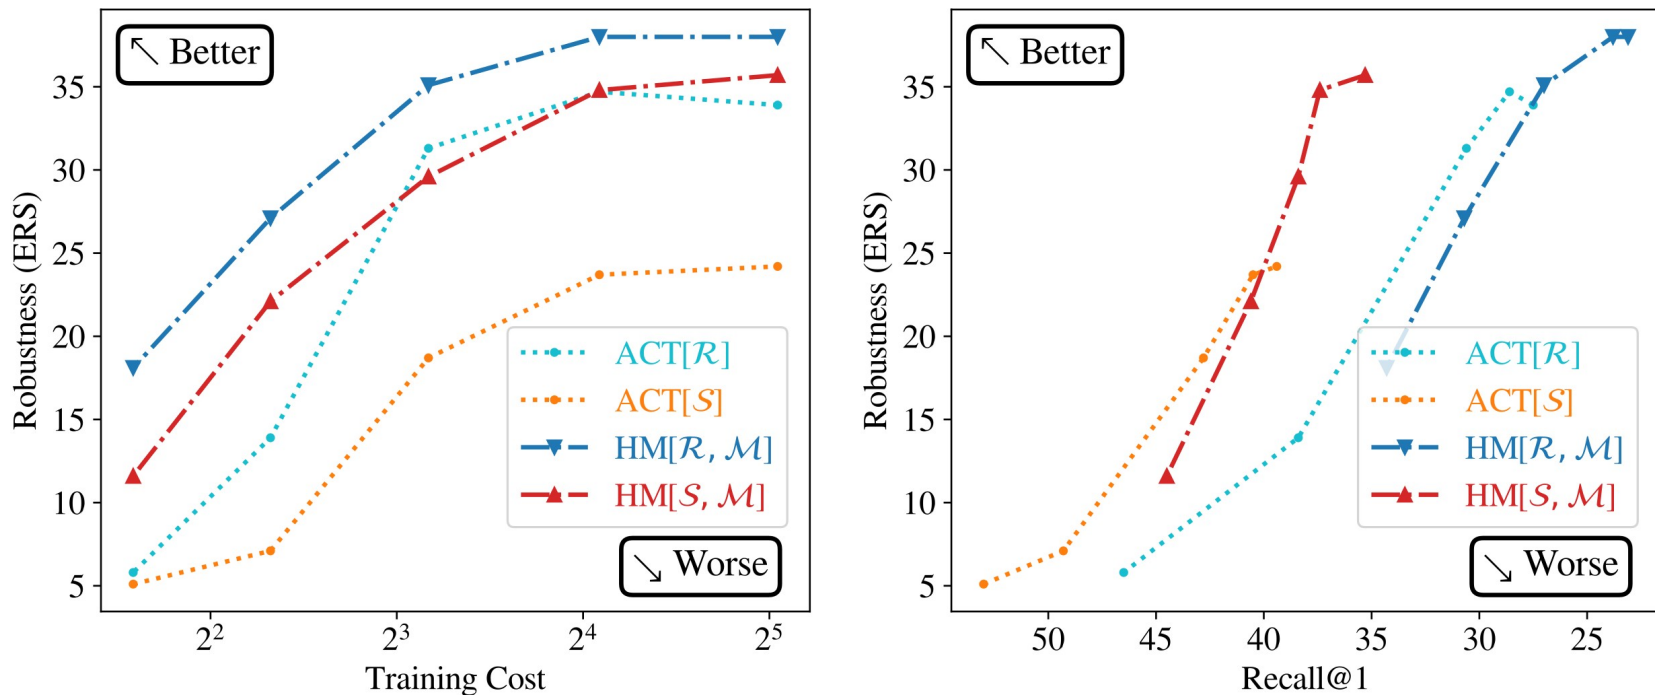 ↖ Better
Robustness (ERS)
35
30
25
20
15
10
5
ACT[ℛ]
ACT[𝒮]
HM[ℛ, ℳ]
HM[𝒮, ℳ]
↘ Worse
2² 2³ 2⁴ 2⁵
Training Cost
↖ Better
Robustness (ERS)
35
30
25
20
15
10
5
ACT[ℛ]
ACT[𝒮]
HM[ℛ, ℳ]
HM[𝒮, ℳ]
↘ Worse
50 45 40 35 30 25
Recall@1